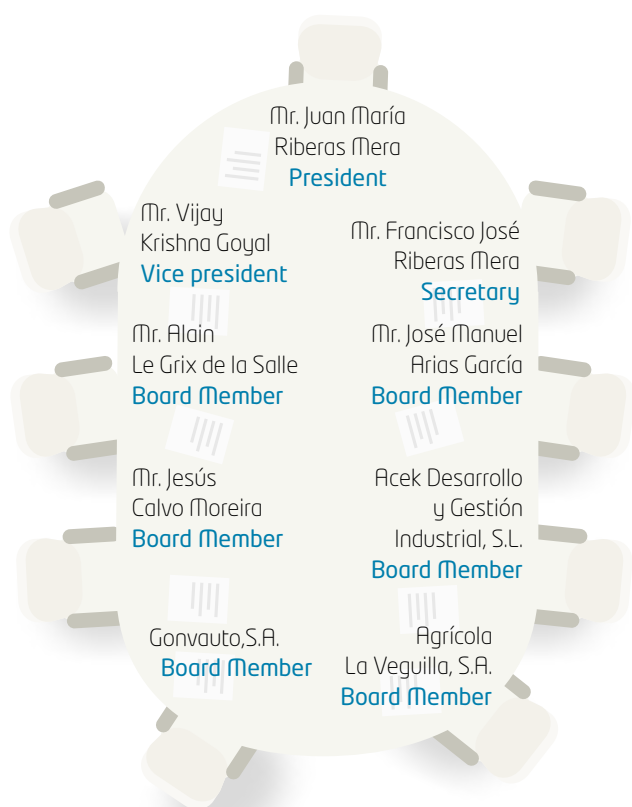 Mr. Juan María
Riberas Mera
President
Mr. Vijay
Krishna Goyal
Vice president
Mr. Francisco José
Riberas Mera
Secretary
Mr. Alain
Le Grix de la Salle
Board Member
Mr. José Manuel
Arias García
Board Member
Mr. Jesús
Calvo Moreira
Board Member
Acek Desarrollo
y Gestión
Industrial, S.L.
Board Member
Gonvauto,S.A.
Board Member
Agrícola
La Veguilla, S.A.
Board Member